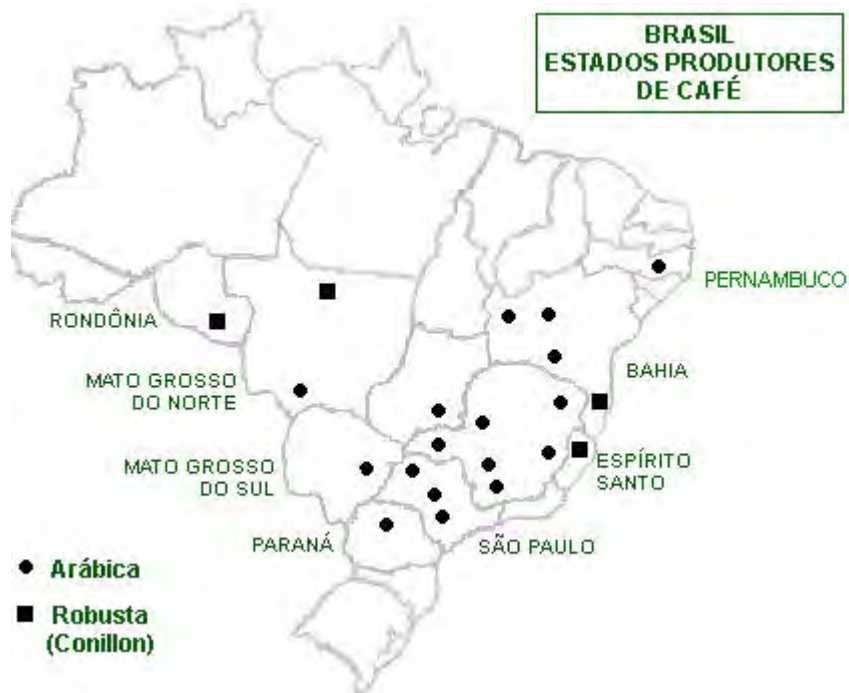 BRASIL
ESTADOS PRODUTORES
DE CAFÉ
PERNAMBUCO
RONDÔNIA
BAHIA
MATO GROSSO
DO NORTE
ESPÍRITO
SANTO
MATO GROSSO
DO SUL
PARANÁ
SÃO PAULO
Arábica
Robusta
(Conillon)